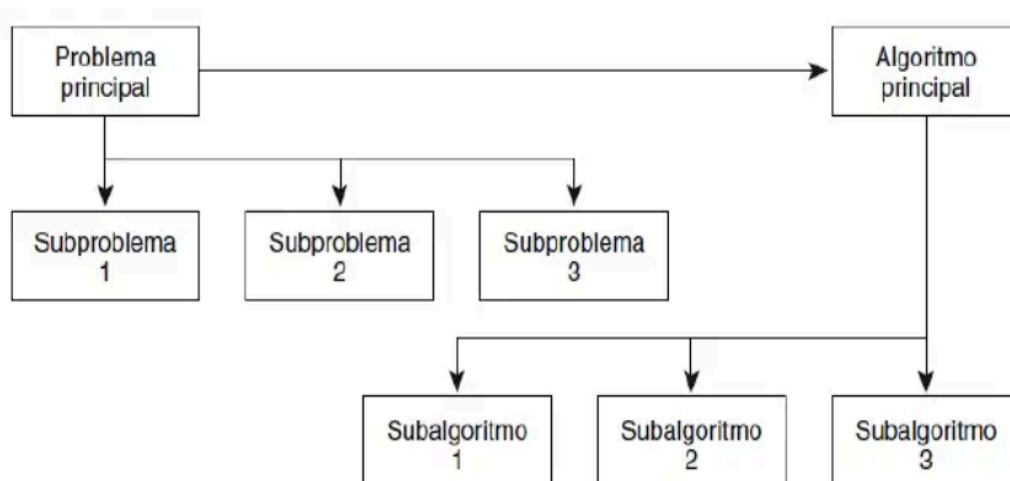 Problema
principal
Algoritmo
principal
Subproblema
1
Subproblema
2
Subproblema
3
Subalgoritmo
1
Subalgoritmo
2
Subalgoritmo
3